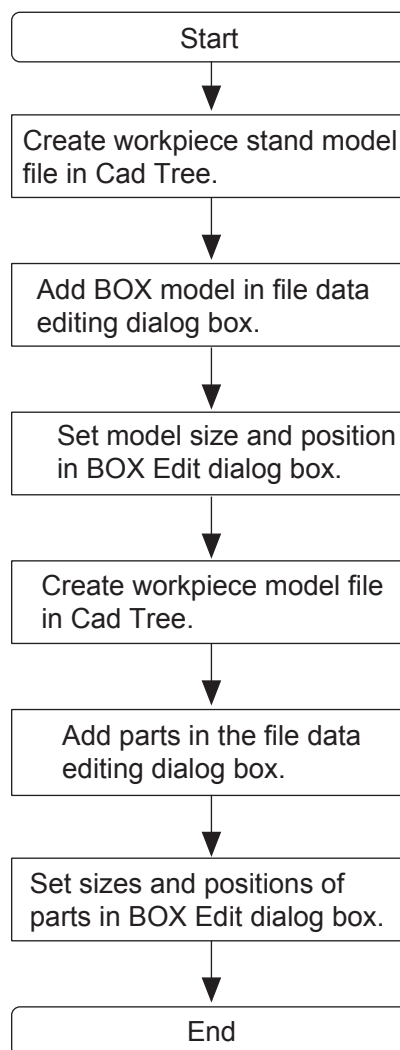 Start
Create workpiece stand model
file in Cad Tree.
Add BOX model in file data
editing dialog box.
Set model size and position
in BOX Edit dialog box.
Create workpiece model file
in Cad Tree.
Add parts in the file data
editing dialog box.
Set sizes and positions of
parts in BOX Edit dialog box.
End